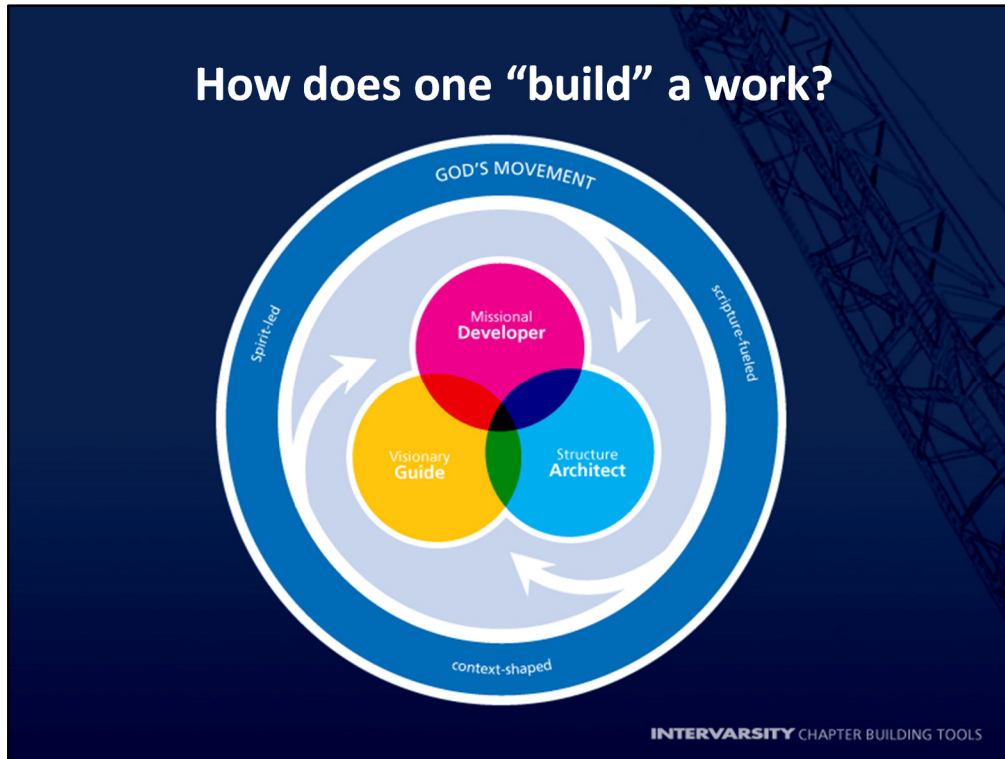 How does one “build” a work?
GOD'S MOVEMENT
Spirit-led
scripture-fueled
Missional
Developer
Visionary
Guide
Structure
Architect
context-shaped
INTERVARSITY CHAPTER BUILDING TOOLS